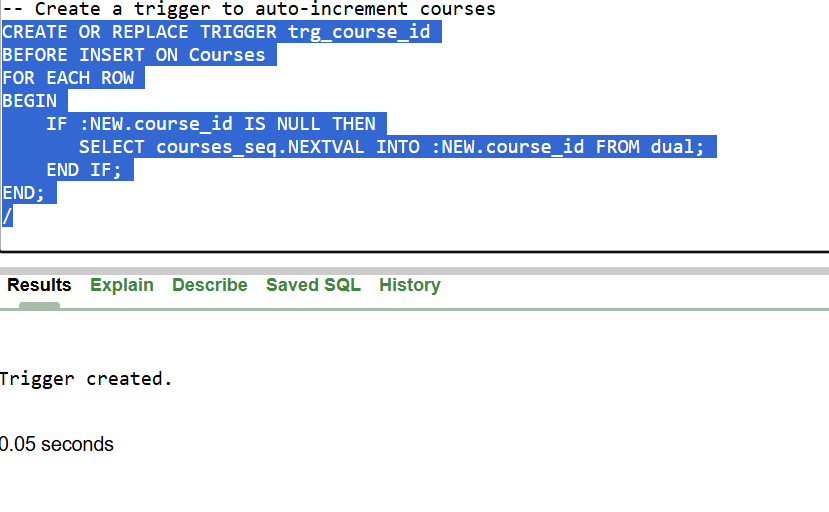 -- Create a trigger to auto-increment courses
CREATE OR REPLACE TRIGGER trg_course_id
BEFORE INSERT ON Courses
FOR EACH ROW
BEGIN
    IF :NEW.course_id IS NULL THEN
       SELECT courses_seq.NEXTVAL INTO :NEW.course_id FROM dual;
    END IF;
END;
/
Results Explain Describe Saved SQL History
Trigger created.
0.05 seconds